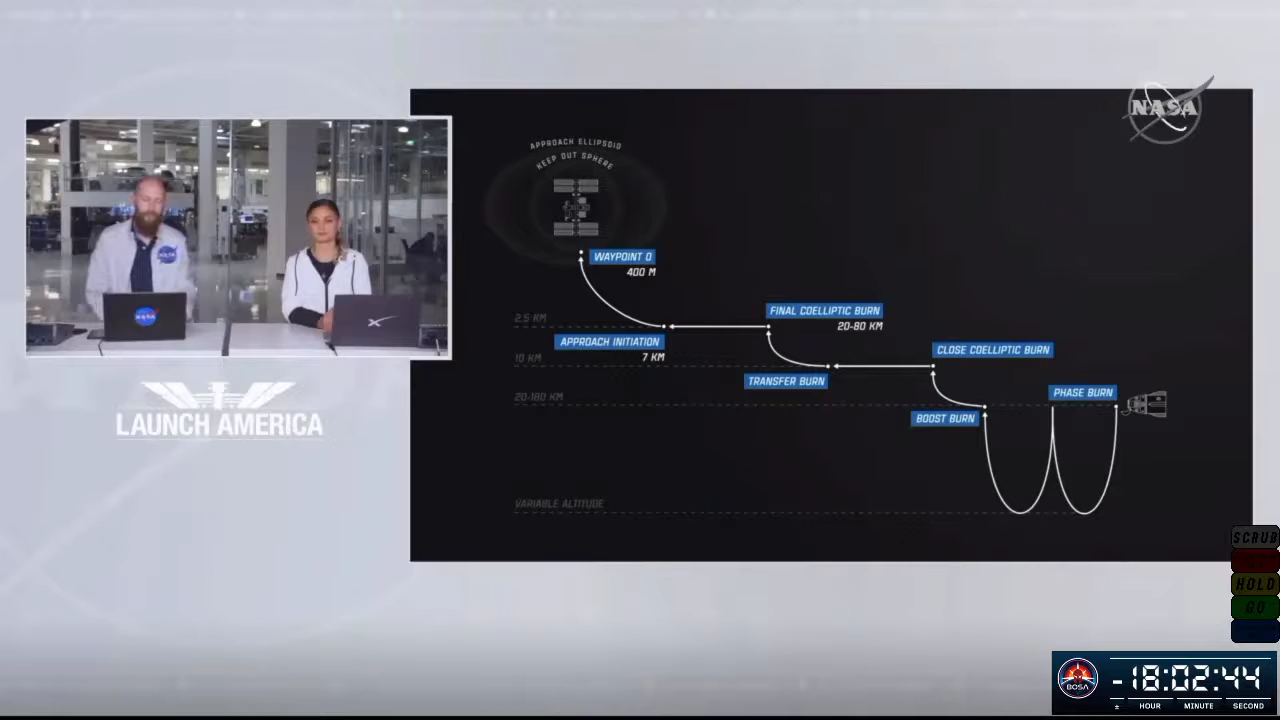 NASA
APPROACH ELLIPSOID
KEEP OUT SPHERE
WAYPOINT 0
400 M
2.5 KM
FINAL COELLIPTIC BURN
20-80 KM
APPROACH INITIATION
7 KM
10 KM
CLOSE COELLIPTIC BURN
TRANSFER BURN
20-180 KM
PHASE BURN
BOOST BURN
VARIABLE ALTITUDE
NASA
NASA
X
LAUNCH AMERICA
SCRUB
HOLD
GO
BOSA
-18:02:44
± HOUR MINUTE SECOND